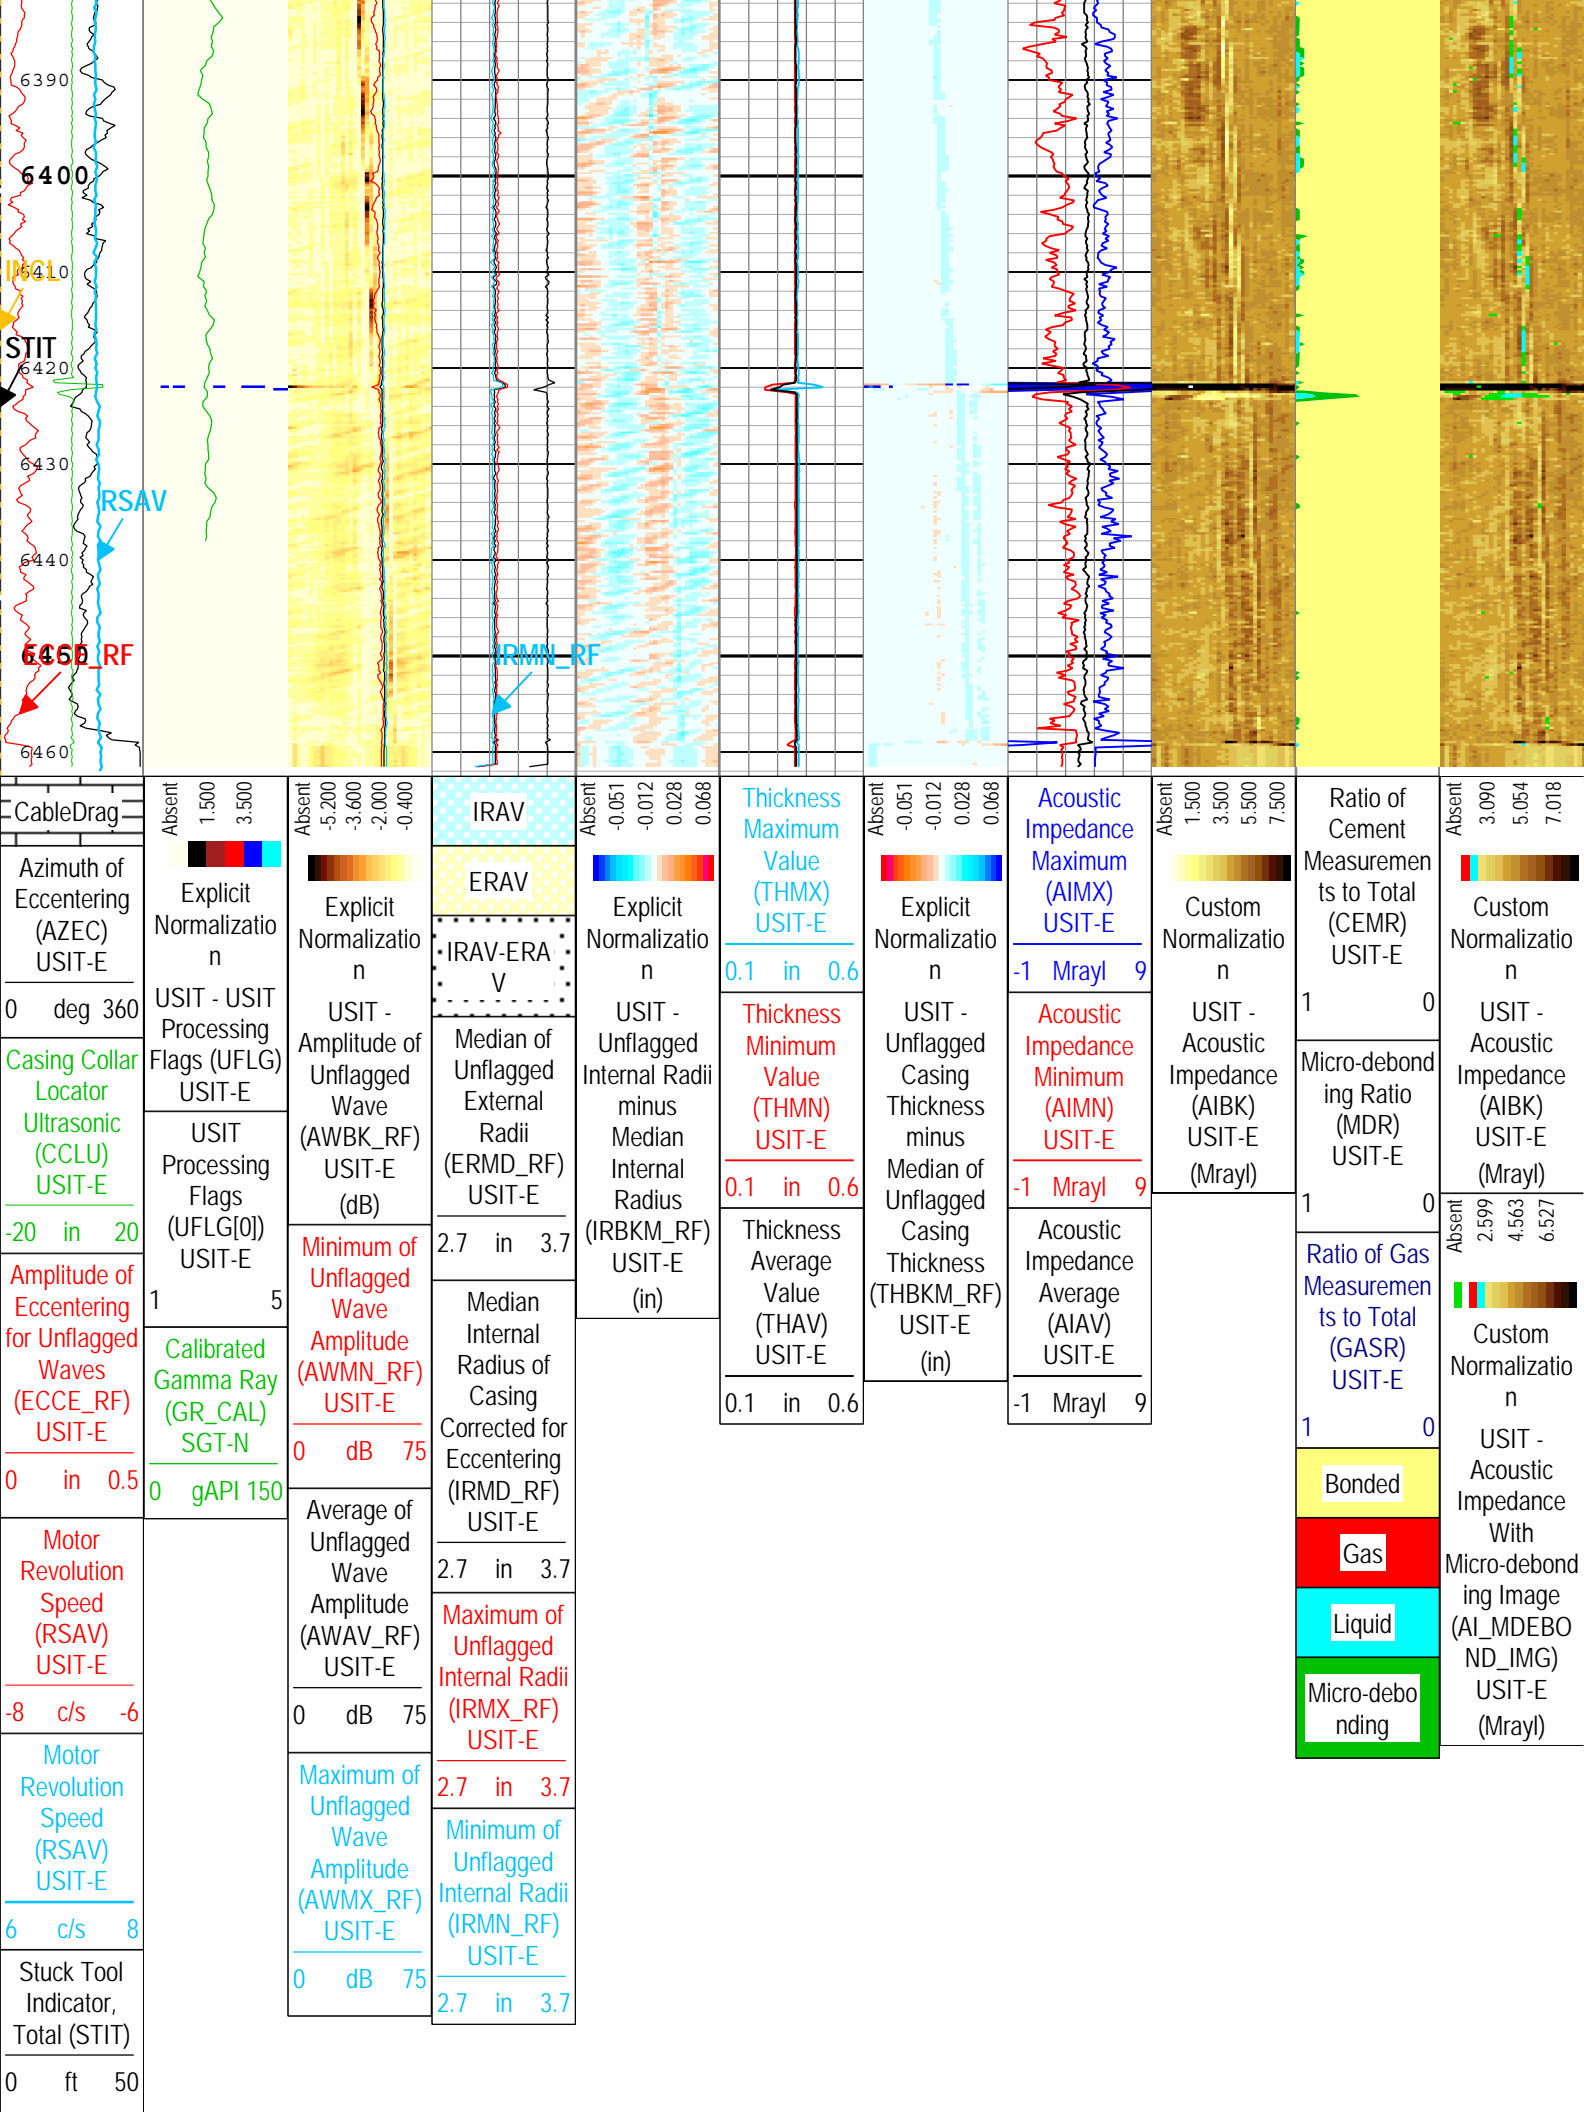 6390
6400
INCL
6410
STIT
6420
6430
RSAV
6440
6450
ECCE_RF
IRMN_RF
6460
CableDrag
Azimuth of
Eccentering
(AZEC)
USIT-E
0 deg 360
Casing Collar
Locator
Ultrasonic
(CCLU)
USIT-E
-20 in 20
Amplitude of
Eccentering
for Unflagged
Waves
(ECCE_RF)
USIT-E
0 in 0.5
Motor
Revolution
Speed
(RSAV)
USIT-E
-8 c/s -6
Motor
Revolution
Speed
(RSAV)
USIT-E
6 c/s 8
Stuck Tool
Indicator,
Total (STIT)
0 ft 50
Absent
1.500
3.500
Explicit
Normalizatio
n
USIT - USIT
Processing
Flags (UFLG)
USIT-E
USIT
Processing
Flags
(UFLG[0])
USIT-E
1 5
Calibrated
Gamma Ray
(GR_CAL)
SGT-N
0 gAPI 150
Absent
-5.200
-3.600
-2.000
-0.400
Explicit
Normalizatio
n
USIT -
Amplitude of
Unflagged
Wave
(AWBK_RF)
USIT-E
(dB)
Minimum of
Unflagged
Wave
Amplitude
(AWMN_RF)
USIT-E
0 dB 75
Average of
Unflagged
Wave
Amplitude
(AWAV_RF)
USIT-E
0 dB 75
Maximum of
Unflagged
Wave
Amplitude
(AWMX_RF)
USIT-E
0 dB 75
IRAV
ERAV
IRAV-ERA
V
Median of
Unflagged
External
Radii
(ERMD_RF)
USIT-E
2.7 in 3.7
Median
Internal
Radius of
Casing
Corrected for
Eccentering
(IRMD_RF)
USIT-E
2.7 in 3.7
Maximum of
Unflagged
Internal Radii
(IRMX_RF)
USIT-E
2.7 in 3.7
Minimum of
Unflagged
Internal Radii
(IRMN_RF)
USIT-E
2.7 in 3.7
Absent
-0.051
-0.012
0.028
0.068
Explicit
Normalizatio
n
USIT -
Unflagged
Internal Radii
minus
Median
Internal
Radius
(IRBKM_RF)
USIT-E
(in)
Thickness
Maximum
Value
(THMX)
USIT-E
0.1 in 0.6
Thickness
Minimum
Value
(THMN)
USIT-E
0.1 in 0.6
Thickness
Average
Value
(THAV)
USIT-E
0.1 in 0.6
Absent
-0.051
-0.012
0.028
0.068
Explicit
Normalizatio
n
USIT -
Unflagged
Casing
Thickness
minus
Median of
Unflagged
Casing
Thickness
(THBKM_RF)
USIT-E
(in)
Acoustic
Impedance
Maximum
(AIMX)
USIT-E
-1 Mrayl 9
Acoustic
Impedance
Minimum
(AIMN)
USIT-E
-1 Mrayl 9
Acoustic
Impedance
Average
(AIAV)
USIT-E
-1 Mrayl 9
Absent
1.500
3.500
5.500
7.500
Custom
Normalizatio
n
USIT -
Acoustic
Impedance
(AIBK)
USIT-E
(Mrayl)
Ratio of
Cement
Measuremen
ts to Total
(CEMR)
USIT-E
1 0
Micro-debond
ing Ratio
(MDR)
USIT-E
1 0
Ratio of Gas
Measuremen
ts to Total
(GASR)
USIT-E
1 0
Bonded
Gas
Liquid
Micro-debo
nding
Absent
3.090
5.054
7.018
Custom
Normalizatio
n
USIT -
Acoustic
Impedance
(AIBK)
USIT-E
(Mrayl)
Absent
2.599
4.563
6.527
Custom
Normalizatio
n
USIT -
Acoustic
Impedance
With
Micro-debond
ing Image
(AI_MDEBO
ND_IMG)
USIT-E
(Mrayl)